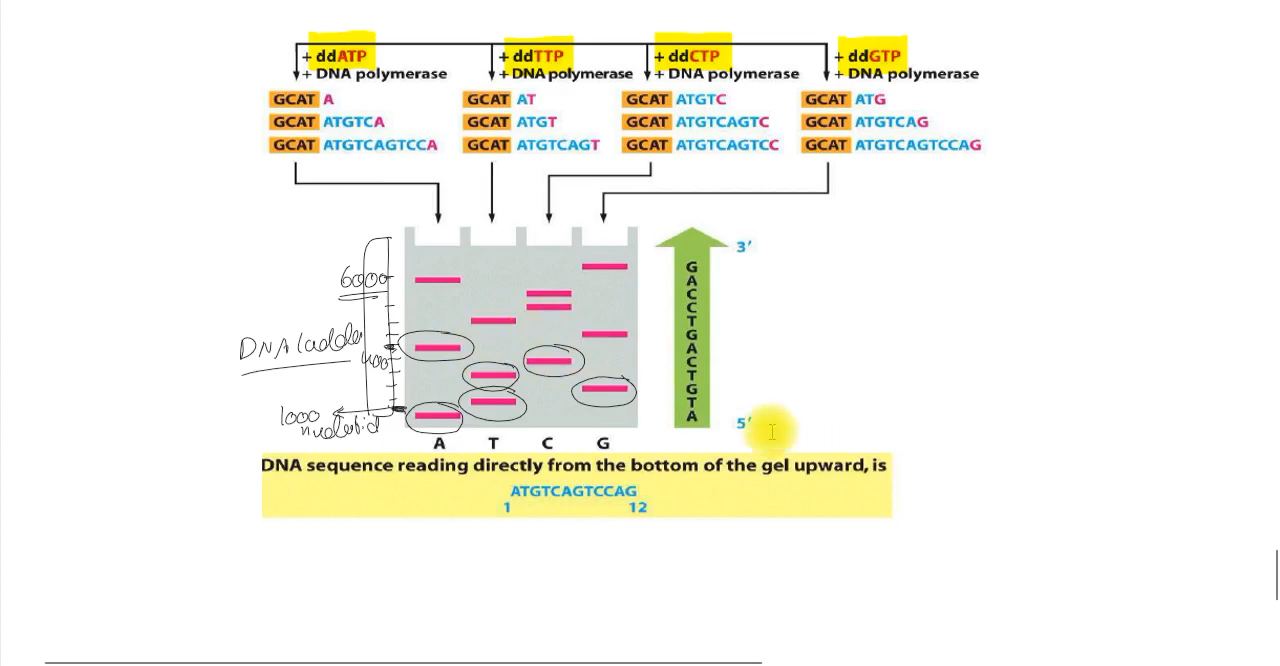 + ddATP + ddTTP + ddCTP + ddGTP
+ DNA polymerase + DNA polymerase + DNA polymerase + DNA polymerase
GCAT A GCAT AT GCAT ATGTC GCAT ATG
GCAT ATGTCA GCAT ATGT GCAT ATGTCAGTC GCAT ATGTCAG
GCAT ATGTCAGTCCA GCAT ATGTCAGT GCAT ATGTCAGTCC GCAT ATGTCAGTCCAG
3'
6000
DNA ladder
400
1000
GACCTGACTGTA
5'
A T C G
DNA sequence reading directly from the bottom of the gel upward, is
ATGTCAGTCCAG
1 12